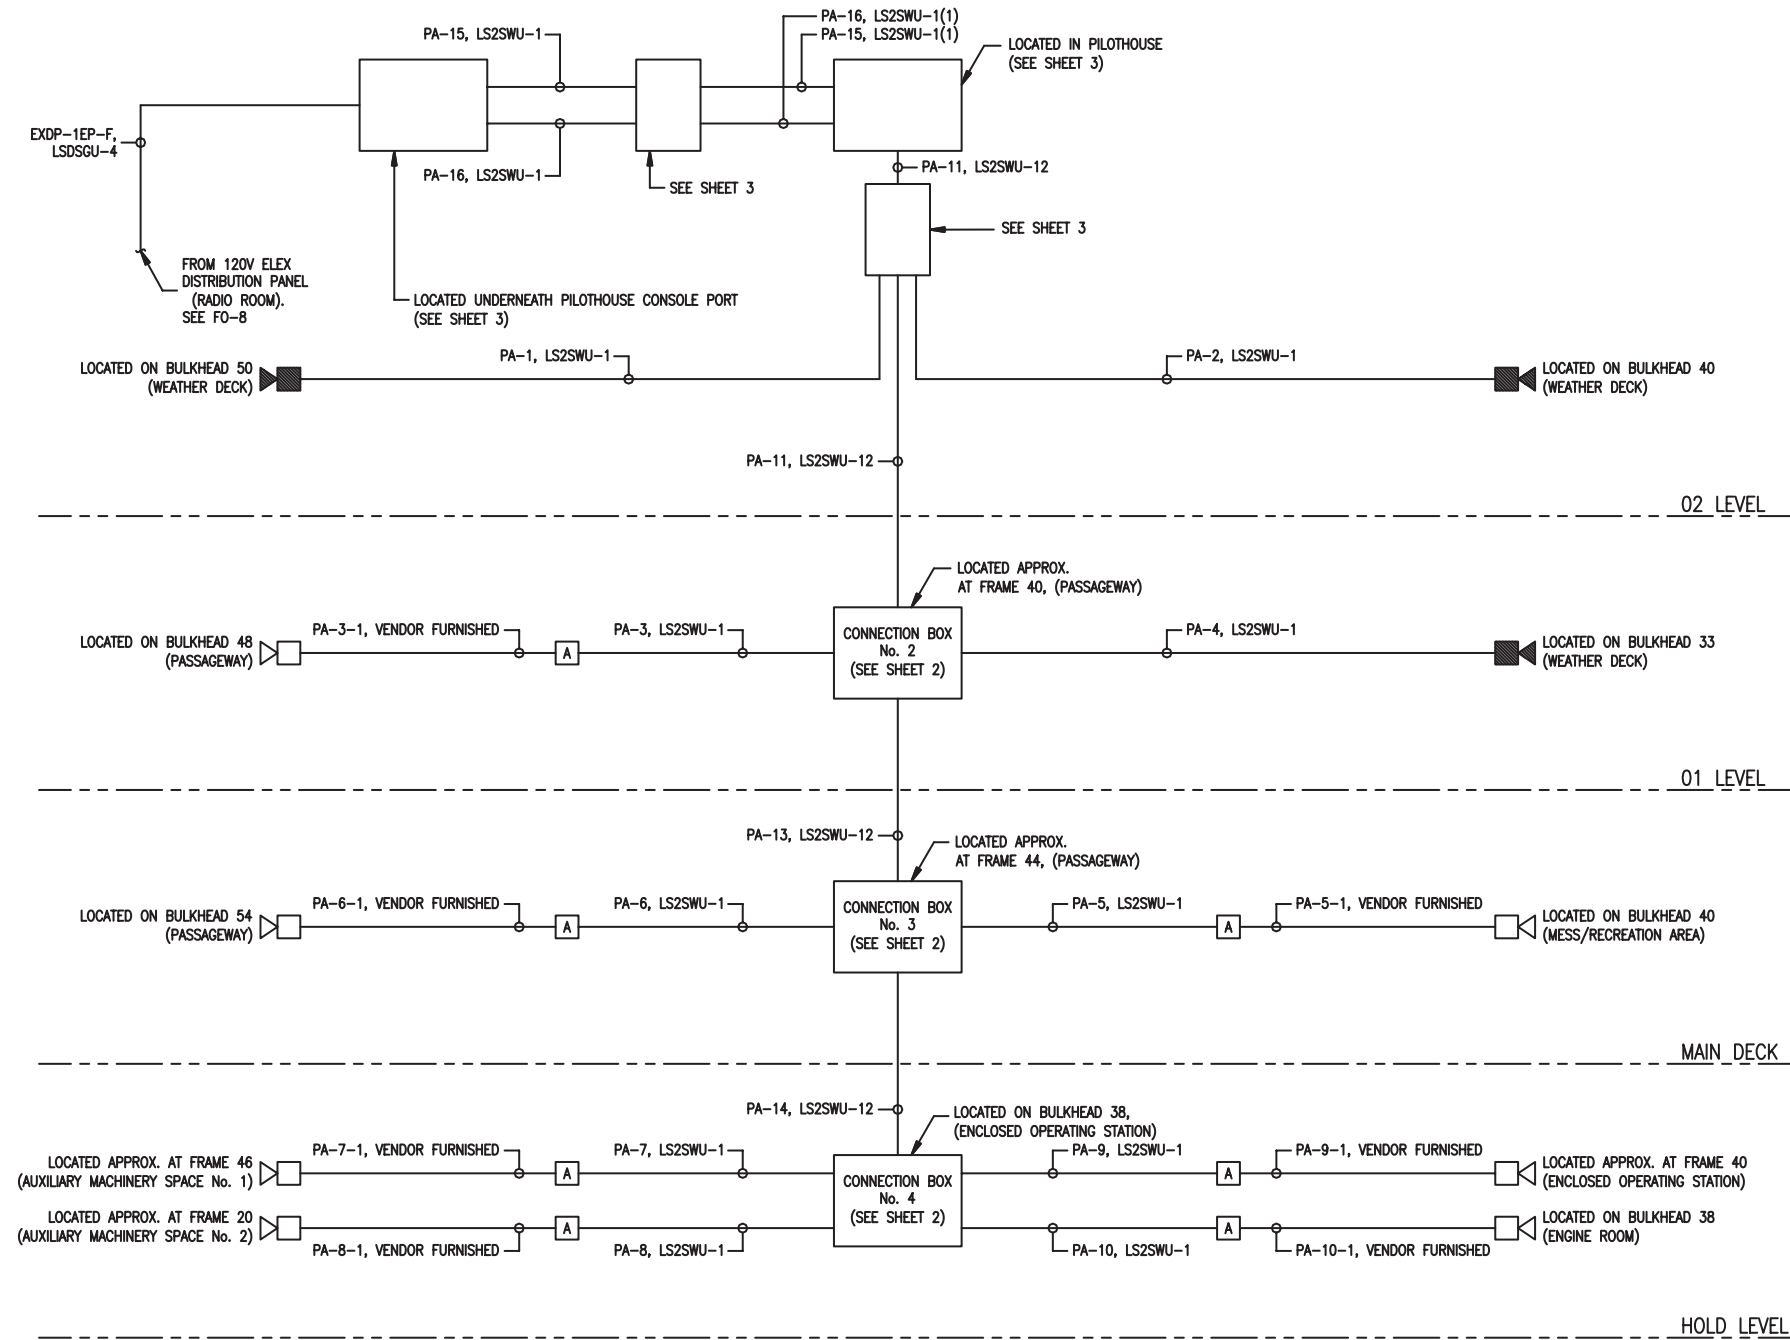 PA-16, LS2SWU-1(1)
PA-15, LS2SWU-1
PA-15, LS2SWU-1(1)
LOCATED IN PILOTHOUSE
(SEE SHEET 3)
EXDP-1EP-F,
LSDSGU-4
PA-16, LS2SWU-1
SEE SHEET 3
PA-11, LS2SWU-12
SEE SHEET 3
FROM 120V ELEX
DISTRIBUTION PANEL
(RADIO ROOM).
SEE FO-8
LOCATED UNDERNEATH PILOTHOUSE CONSOLE PORT
(SEE SHEET 3)
LOCATED ON BULKHEAD 50
(WEATHER DECK)
PA-1, LS2SWU-1
PA-2, LS2SWU-1
LOCATED ON BULKHEAD 40
(WEATHER DECK)
PA-11, LS2SWU-12
02 LEVEL
LOCATED APPROX.
AT FRAME 40, (PASSAGEWAY)
LOCATED ON BULKHEAD 48
(PASSAGEWAY)
PA-3-1, VENDOR FURNISHED
A
PA-3, LS2SWU-1
CONNECTION BOX
No. 2
(SEE SHEET 2)
PA-4, LS2SWU-1
LOCATED ON BULKHEAD 33
(WEATHER DECK)
01 LEVEL
PA-13, LS2SWU-12
LOCATED APPROX.
AT FRAME 44, (PASSAGEWAY)
LOCATED ON BULKHEAD 54
(PASSAGEWAY)
PA-6-1, VENDOR FURNISHED
A
PA-6, LS2SWU-1
CONNECTION BOX
No. 3
(SEE SHEET 2)
PA-5, LS2SWU-1
A
PA-5-1, VENDOR FURNISHED
LOCATED ON BULKHEAD 40
(MESS/RECREATION AREA)
MAIN DECK
PA-14, LS2SWU-12
LOCATED ON BULKHEAD 38,
(ENCLOSED OPERATING STATION)
LOCATED APPROX. AT FRAME 46
(AUXILIARY MACHINERY SPACE No. 1)
PA-7-1, VENDOR FURNISHED
A
PA-7, LS2SWU-1
CONNECTION BOX
No. 4
(SEE SHEET 2)
PA-9, LS2SWU-1
A
PA-9-1, VENDOR FURNISHED
LOCATED APPROX. AT FRAME 40
(ENCLOSED OPERATING STATION)
LOCATED APPROX. AT FRAME 20
(AUXILIARY MACHINERY SPACE No. 2)
PA-8-1, VENDOR FURNISHED
A
PA-8, LS2SWU-1
PA-10, LS2SWU-1
A
PA-10-1, VENDOR FURNISHED
LOCATED ON BULKHEAD 38
(ENGINE ROOM)
HOLD LEVEL